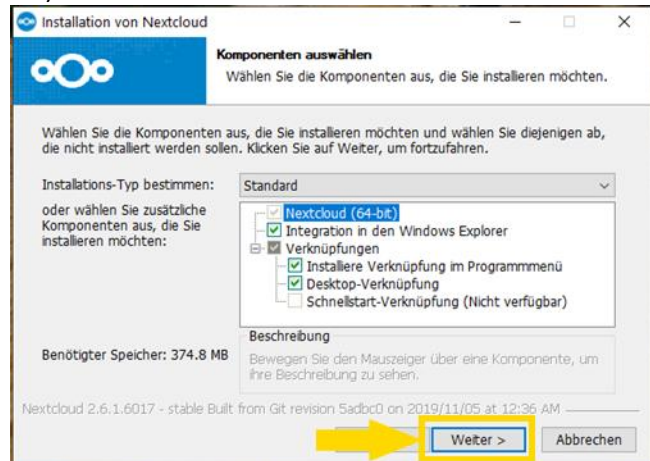 Installation von Nextcloud
Komponenten auswählen
Wählen Sie die Komponenten aus, die Sie installieren möchten.
Wählen Sie die Komponenten aus, die Sie installieren möchten und wählen Sie diejenigen ab,
die nicht installiert werden sollen. Klicken Sie auf Weiter, um fortzufahren.
Installations-Typ bestimmen:
Standard
oder wählen Sie zusätzliche
Komponenten aus, die Sie
installieren möchten:
Nextcloud (64-bit)
Integration in den Windows Explorer
Verknüpfungen
Installiere Verknüpfung im Programmmenü
Desktop-Verknüpfung
Schnellstart-Verknüpfung (Nicht verfügbar)
Benötigter Speicher: 374.8 MB
Beschreibung
Bewegen Sie den Mauszeiger über eine Komponente, um
ihre Beschreibung zu sehen.
Nextcloud 2.6.1.6017 - stable Built from Git revision 5adbc0 on 2019/11/05 at 12:36 AM
Weiter >
Abbrechen